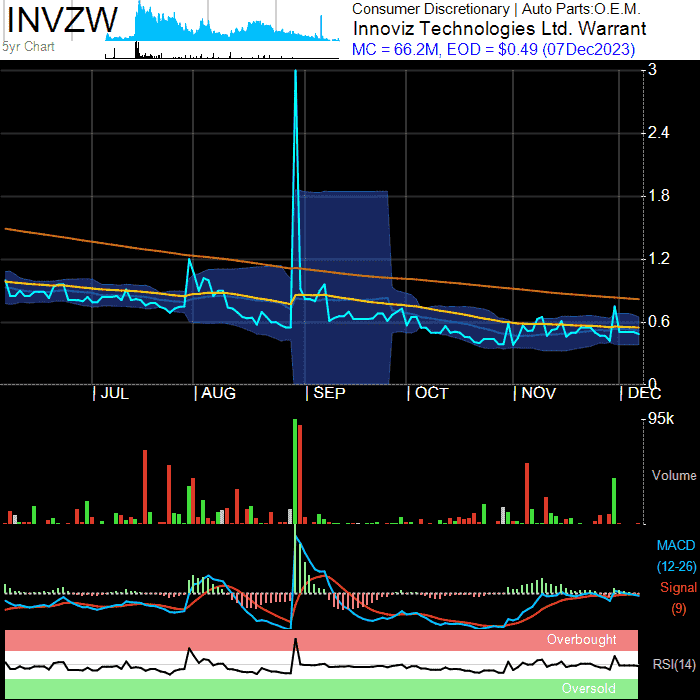 INVZW
5yr Chart
Consumer Discretionary | Auto Parts:O.E.M.
Innoviz Technologies Ltd. Warrant
MC = 66.2M, EOD = $0.49 (07Dec2023)
3
2.4
1.8
1.2
0.6
0
JUL AUG SEP OCT NOV DEC
95k
Volume
MACD
(12-26)
Signal
(9)
Overbought
RSI(14)
Oversold